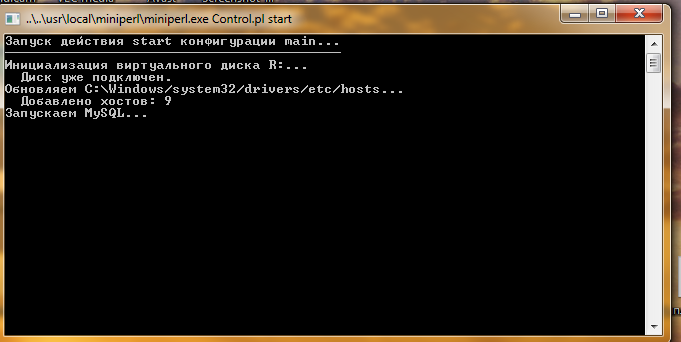 ..\..\usr\local\miniperl\miniperl.exe Control.pl start
Запуск действия start конфигурации main...
Инициализация виртуального диска R:...
Диск уже подключен.
Обновляем C:\Windows/system32/drivers/etc/hosts...
Добавлено хостов: 9
Запускаем MySQL...